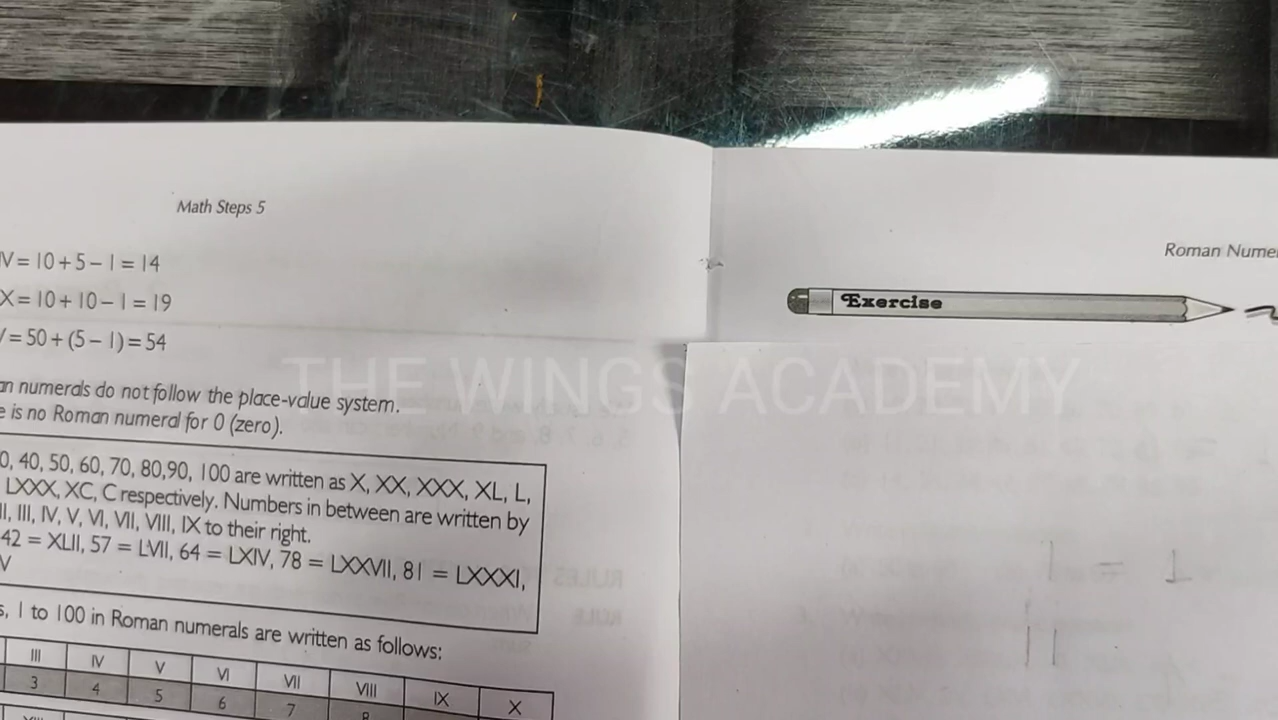 Math Steps 5
V = 10 + 5 – 1 = 14
X = 10 + 10 – 1 = 19
/ = 50 + (5 – 1) = 54
an numerals do not follow the place-value system.
e is no Roman numeral for 0 (zero).
0, 40, 50, 60, 70, 80,90, 100 are written as X, XX, XXX, XL, L,
LXXX, XC, C respectively. Numbers in between are written by
II, III, IV, V, VI, VII, VIII, IX to their right.
42 = XLII, 57 = LVII, 64 = LXIV, 78 = LXXVII, 81 = LXXXI,
V
s, 1 to 100 in Roman numerals are written as follows:
III IV V VI VII VIII IX X
3 4 5 6 7 8
Roman Nume
Exercise
THE WINGS ACADEMY
| = 1
| |